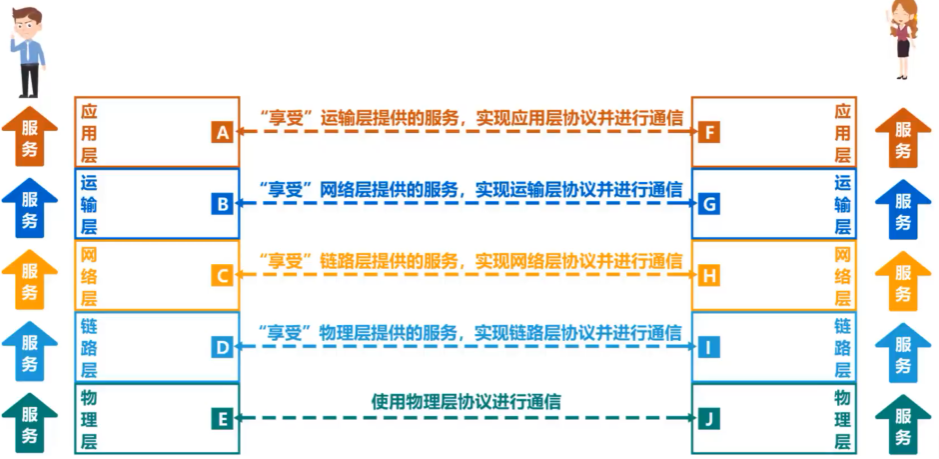 服务
应用层
A
“享受”运输层提供的服务，实现应用层协议并进行通信
F
应用层
服务
服务
运输层
B
“享受”网络层提供的服务，实现运输层协议并进行通信
G
运输层
服务
服务
网络层
C
“享受”链路层提供的服务，实现网络层协议并进行通信
H
网络层
服务
服务
链路层
D
“享受”物理层提供的服务，实现链路层协议并进行通信
I
链路层
服务
服务
物理层
E
使用物理层协议进行通信
J
物理层
服务